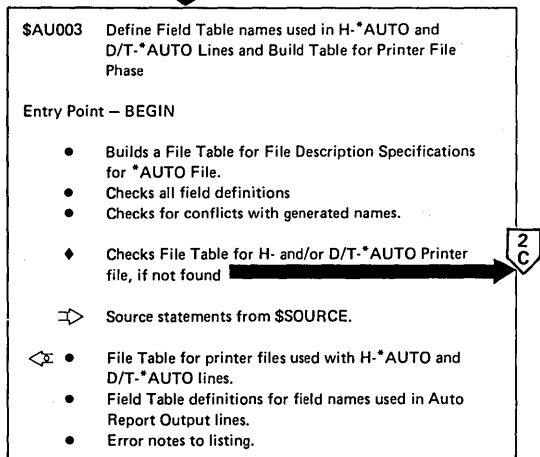 $AU003 Define Field Table names used in H-*AUTO and
D/T-*AUTO Lines and Build Table for Printer File
Phase
Entry Point — BEGIN
● Builds a File Table for File Description Specifications
for *AUTO File.
● Checks all field definitions
● Checks for conflicts with generated names.
♦ Checks File Table for H- and/or D/T-*AUTO Printer
file, if not found
2
C
Source statements from $SOURCE.
● File Table for printer files used with H-*AUTO and
D/T-*AUTO lines.
● Field Table definitions for field names used in Auto
Report Output lines.
● Error notes to listing.